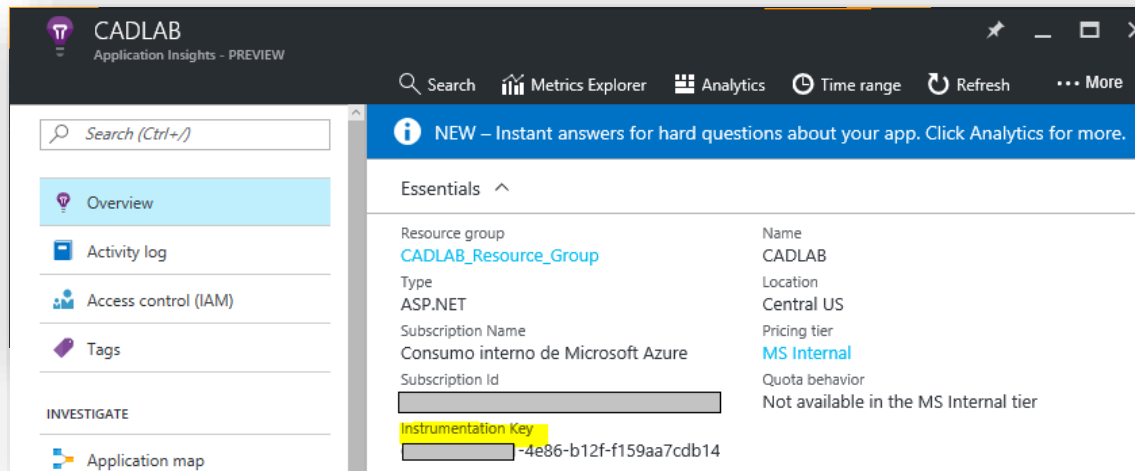 CADLAB
Application Insights - PREVIEW
Search
Metrics Explorer
Analytics
Time range
Refresh
••• More
Search (Ctrl+/)
NEW – Instant answers for hard questions about your app. Click Analytics for more.
Overview
Activity log
Access control (IAM)
Tags
INVESTIGATE
Application map
Essentials
Resource group
CADLAB_Resource_Group
Name
CADLAB
Type
ASP.NET
Location
Central US
Subscription Name
Consumo interno de Microsoft Azure
Pricing tier
MS Internal
Subscription Id
Quota behavior
Not available in the MS Internal tier
Instrumentation Key
-4e86-b12f-f159aa7cdb14